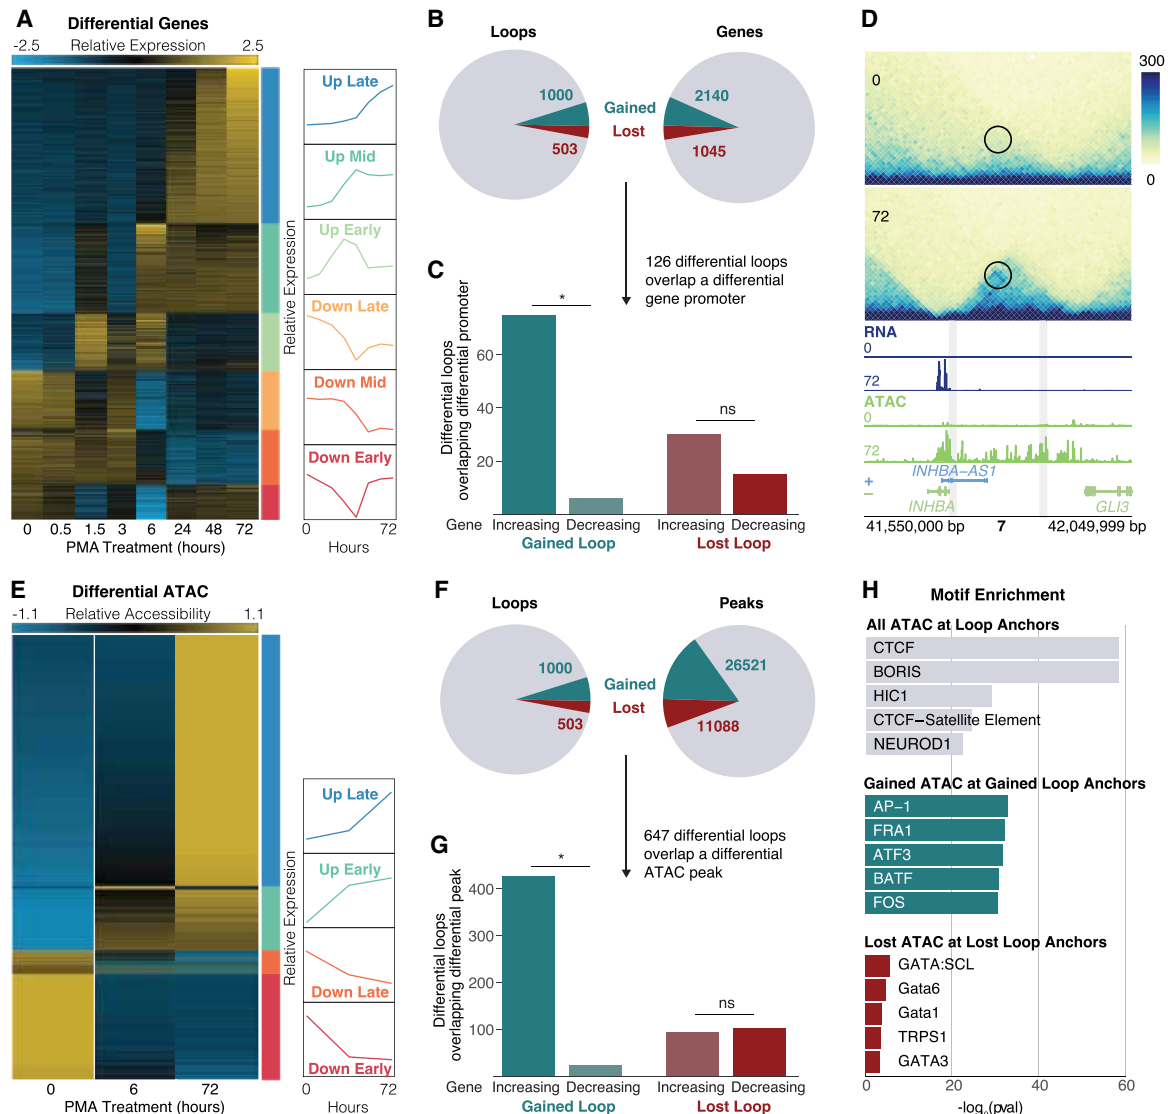 A
Differential Genes
-2.5 Relative Expression 2.5
Up Late
Up Mid
Up Early
Down Late
Down Mid
Down Early
Relative Expression
0 0.5 1.5 3 6 24 48 72
PMA Treatment (hours)
0 72
Hours
B
Loops
Genes
1000
503
Gained
Lost
2140
1045
126 differential loops
overlap a differential
gene promoter
C
Differential loops
overlapping differential promoter
60
40
20
*
ns
Gene Increasing Decreasing Increasing Decreasing
Gained Loop Lost Loop
D
0
300
0
72
RNA
0
72
ATAC
0
72
INHBA−AS1
+
−
INHBA
GLI3
41,550,000 bp 7 42,049,999 bp
E
Differential ATAC
-1.1 Relative Accessibility 1.1
Up Late
Up Early
Down Late
Down Early
Relative Expression
0 6 72
PMA Treatment (hours)
0 72
Hours
F
Loops
Peaks
1000
503
Gained
Lost
26521
11088
647 differential loops
overlap a differential
ATAC peak
G
Differential loops
overlapping differential peak
400
300
200
100
*
ns
Gene Increasing Decreasing Increasing Decreasing
Gained Loop Lost Loop
H
Motif Enrichment
All ATAC at Loop Anchors
CTCF
BORIS
HIC1
CTCF−Satellite Element
NEUROD1
Gained ATAC at Gained Loop Anchors
AP−1
FRA1
ATF3
BATF
FOS
Lost ATAC at Lost Loop Anchors
GATA:SCL
Gata6
Gata1
TRPS1
GATA3
0 20 40 60